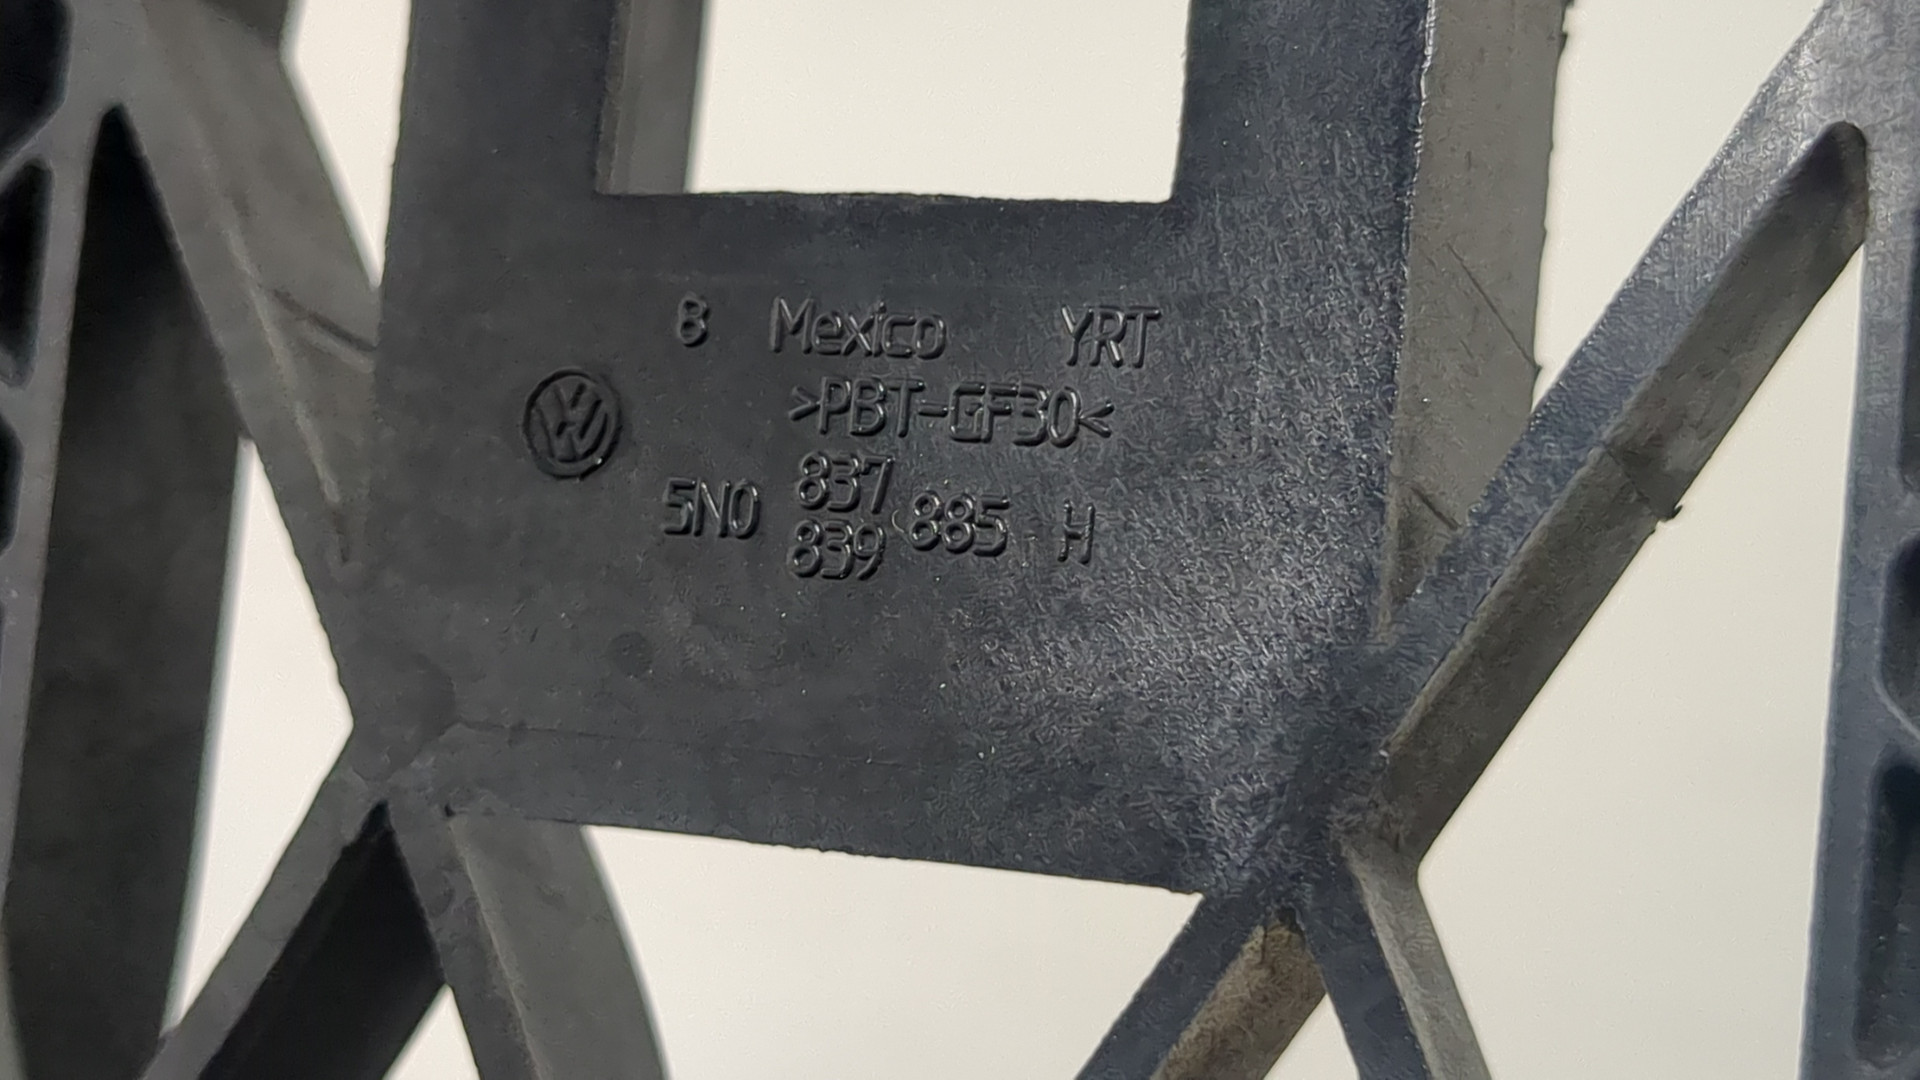 8 Mexico YRT
>PBT-GF30<
837
5N0 885 H
839